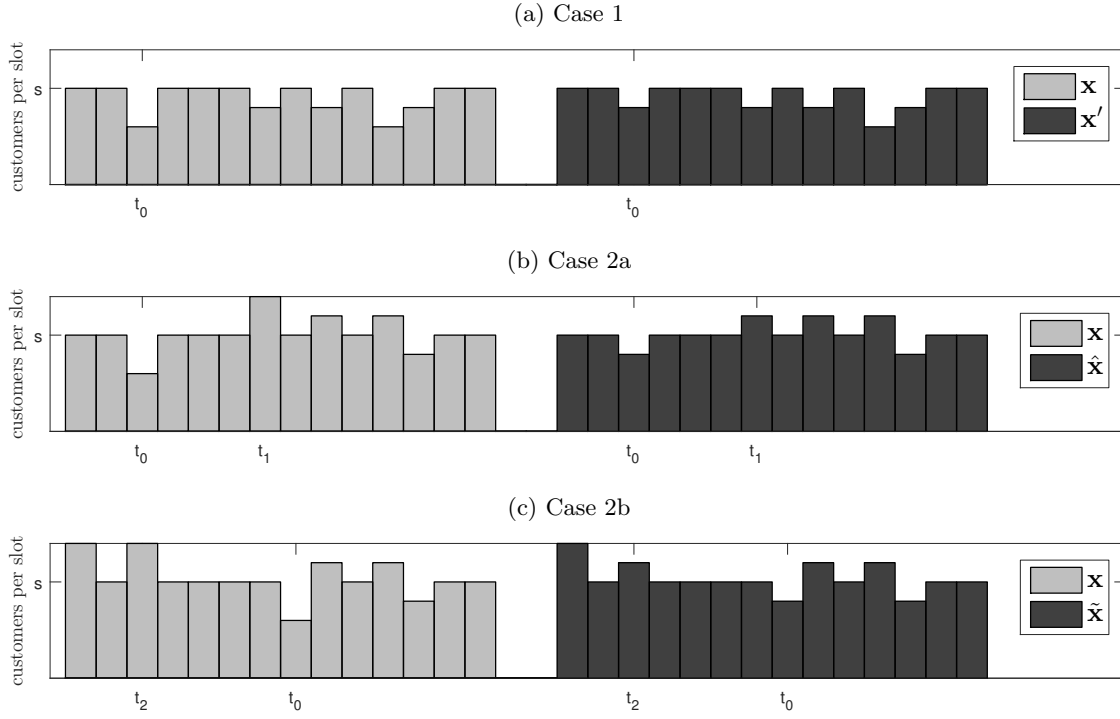 (a) Case 1
customers per slot
s
x
x′
t₀ t₀
(b) Case 2a
customers per slot
s
x
x̂
t₀ t₁ t₀ t₁
(c) Case 2b
customers per slot
s
x
x̃
t₂ t₀ t₂ t₀